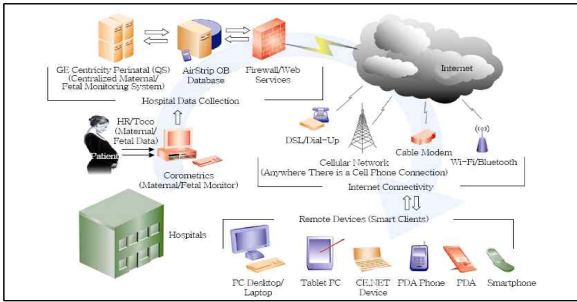 GE Centricity Perinatal (QS)
(Centralized Maternal/
Fetal Monitoring System)
AirStrip OB
Database
Firewall/Web
Services
Internet
Hospital Data Collection
HR/Toco
(Maternal/
Fetal Data)
Patient
Corometrics
(Maternal/Fetal Monitor)
DSL/Dial-Up
Cellular Network
(Anywhere There is a Cell Phone Connection)
Cable Modem
Wi-Fi/Bluetooth
Internet Connectivity
Hospitals
Remote Devices (Smart Clients)
PC Desktop/
Laptop
Tablet PC
CE.NET
Device
PDA Phone
PDA
Smartphone